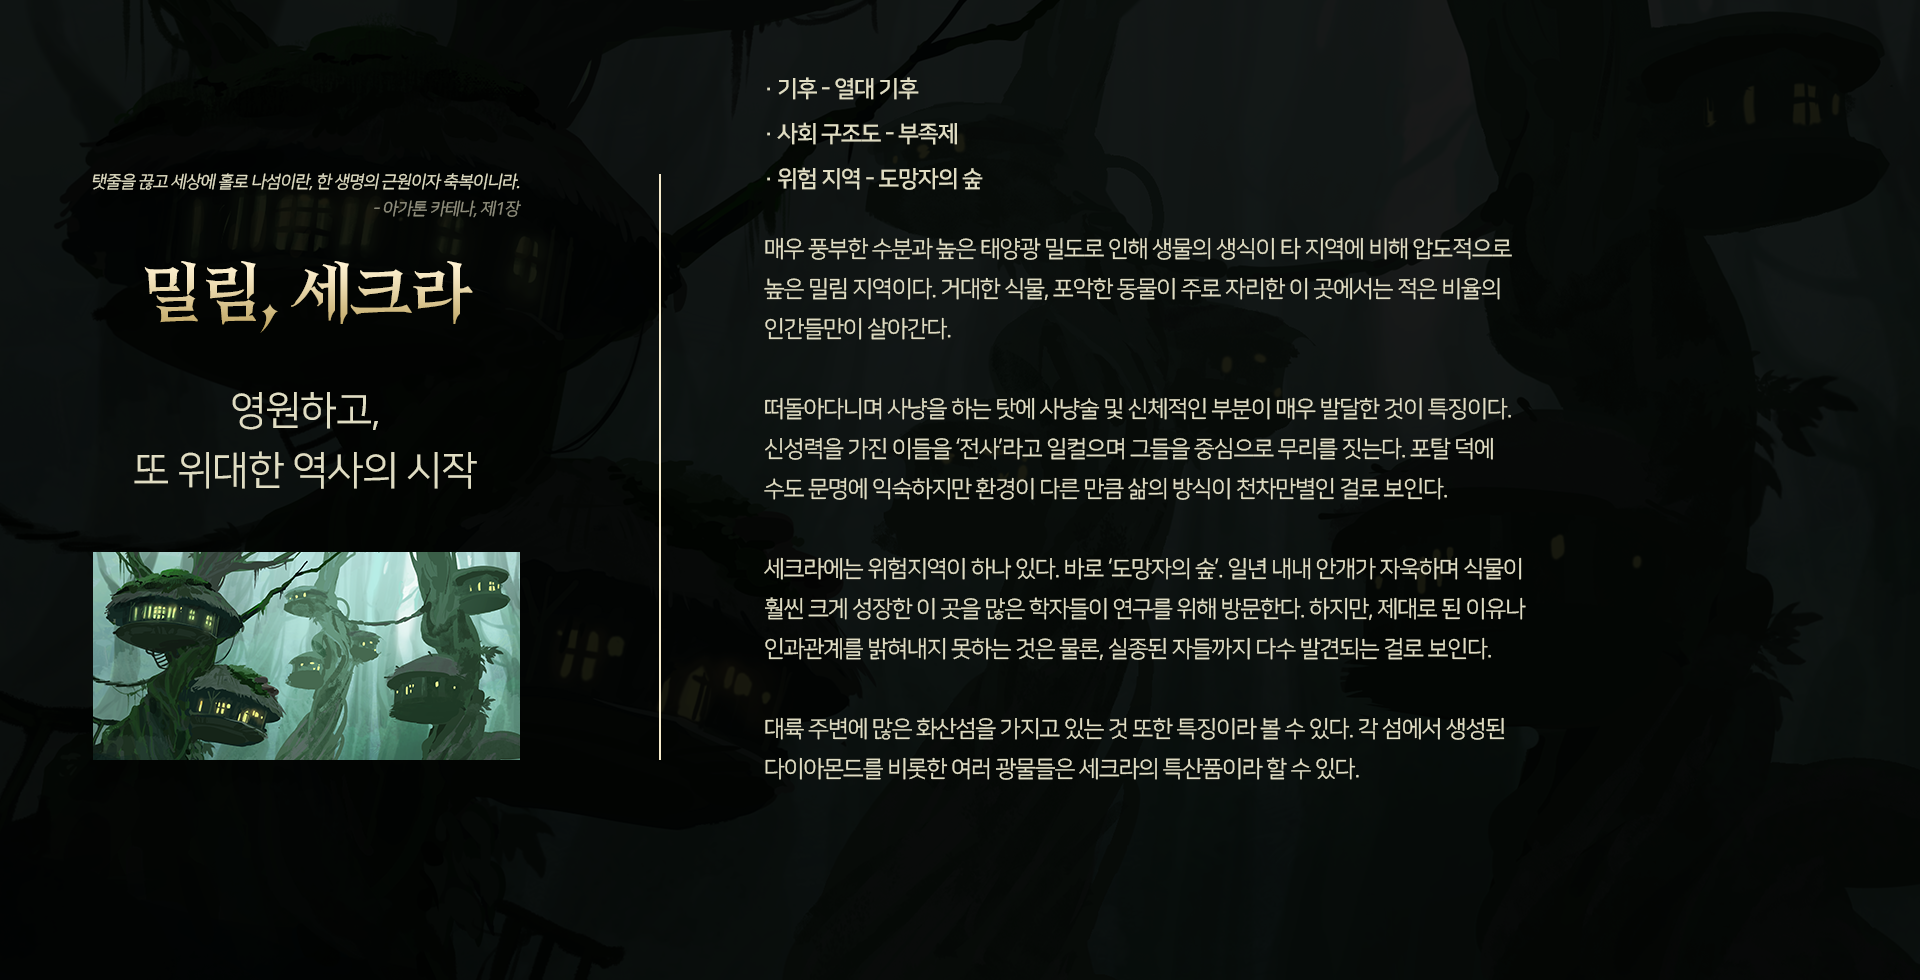 탯줄을 끊고 세상에 홀로 나섬이란, 한 생명의 근원이자 축복이니라.
- 아가톤 카테나, 제1장
밀림, 세크라
영원하고,
또 위대한 역사의 시작
· 기후 - 열대 기후
· 사회 구조도 - 부족제
· 위험 지역 - 도망자의 숲
매우 풍부한 수분과 높은 태양광 밀도로 인해 생물의 생식이 타 지역에 비해 압도적으로
높은 밀림 지역이다. 거대한 식물, 포악한 동물이 주로 자리한 이 곳에서는 적은 비율의
인간들만이 살아간다.
떠돌아다니며 사냥을 하는 탓에 사냥술 및 신체적인 부분이 매우 발달한 것이 특징이다.
신성력을 가진 이들을 ‘전사’라고 일컬으며 그들을 중심으로 무리를 짓는다. 포탈 덕에
수도 문명에 익숙하지만 환경이 다른 만큼 삶의 방식이 천차만별인 걸로 보인다.
세크라에는 위험지역이 하나 있다. 바로 ‘도망자의 숲’. 일년 내내 안개가 자욱하며 식물이
훨씬 크게 성장한 이 곳을 많은 학자들이 연구를 위해 방문한다. 하지만, 제대로 된 이유나
인과관계를 밝혀내지 못하는 것은 물론, 실종된 자들까지 다수 발견되는 걸로 보인다.
대륙 주변에 많은 화산섬을 가지고 있는 것 또한 특징이라 볼 수 있다. 각 섬에서 생성된
다이아몬드를 비롯한 여러 광물들은 세크라의 특산품이라 할 수 있다.